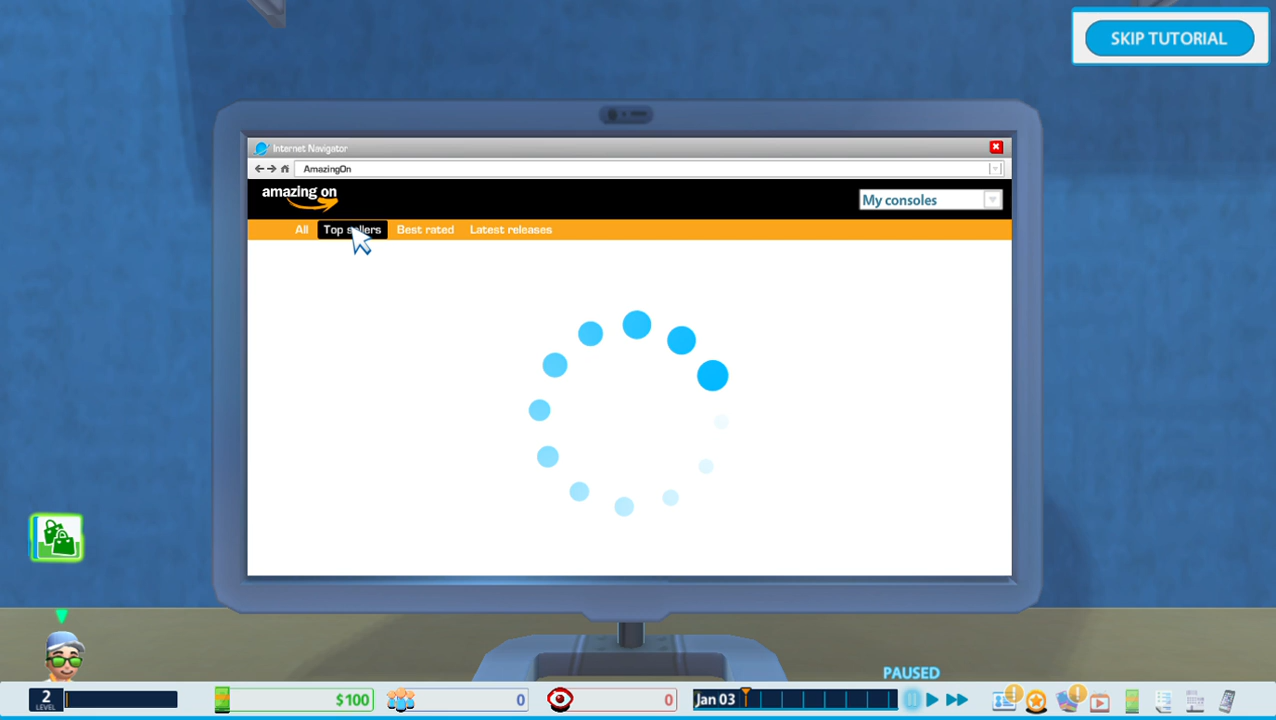 SKIP TUTORIAL
Internet Navigator
AmazingOn
amazing on
My consoles
All Top sellers Best rated Latest releases
PAUSED
2
LEVEL
$100
0
0
Jan 03